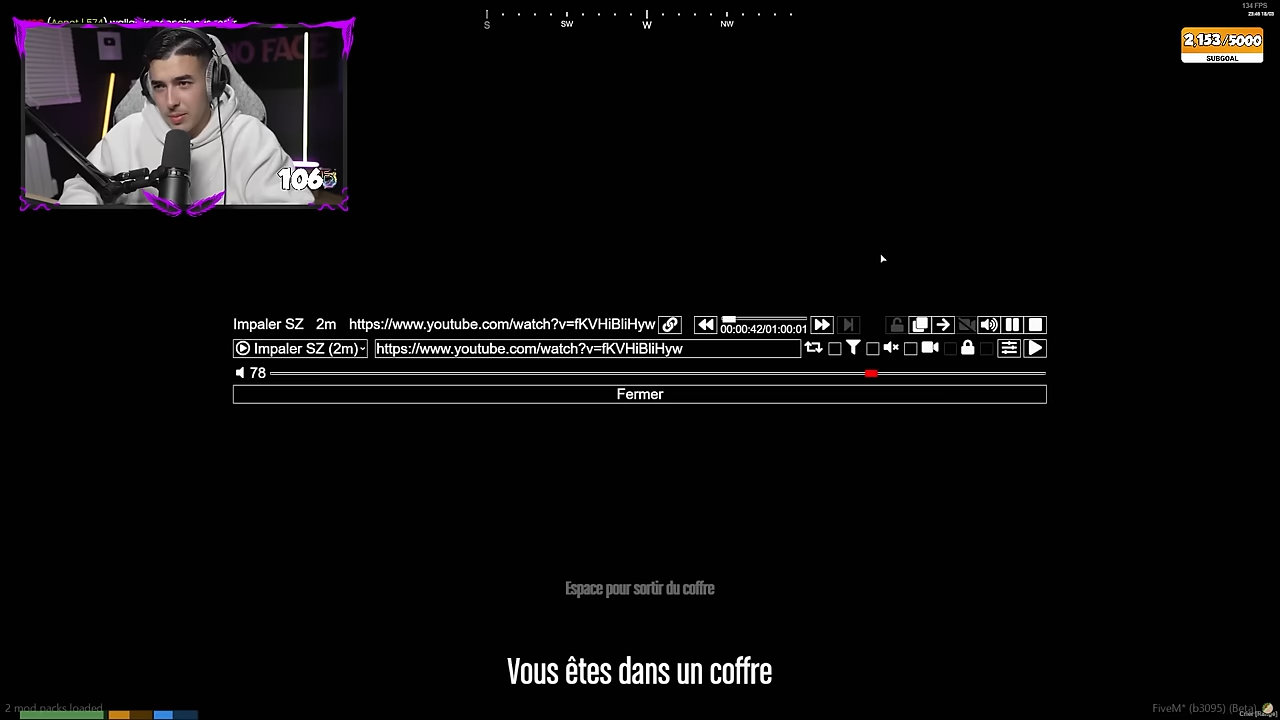 S SW W NW
134 FPS
2,153/5000
SUBGOAL
NO FACE
106
Impaler SZ 2m https://www.youtube.com/watch?v=fKVHiBliHyw 00:00:42/01:00:01
Impaler SZ (2m) https://www.youtube.com/watch?v=fKVHiBliHyw
78
Fermer
Espace pour sortir du coffre
Vous êtes dans un coffre
2 mod packs loaded
FiveM* (b3095) (Beta)